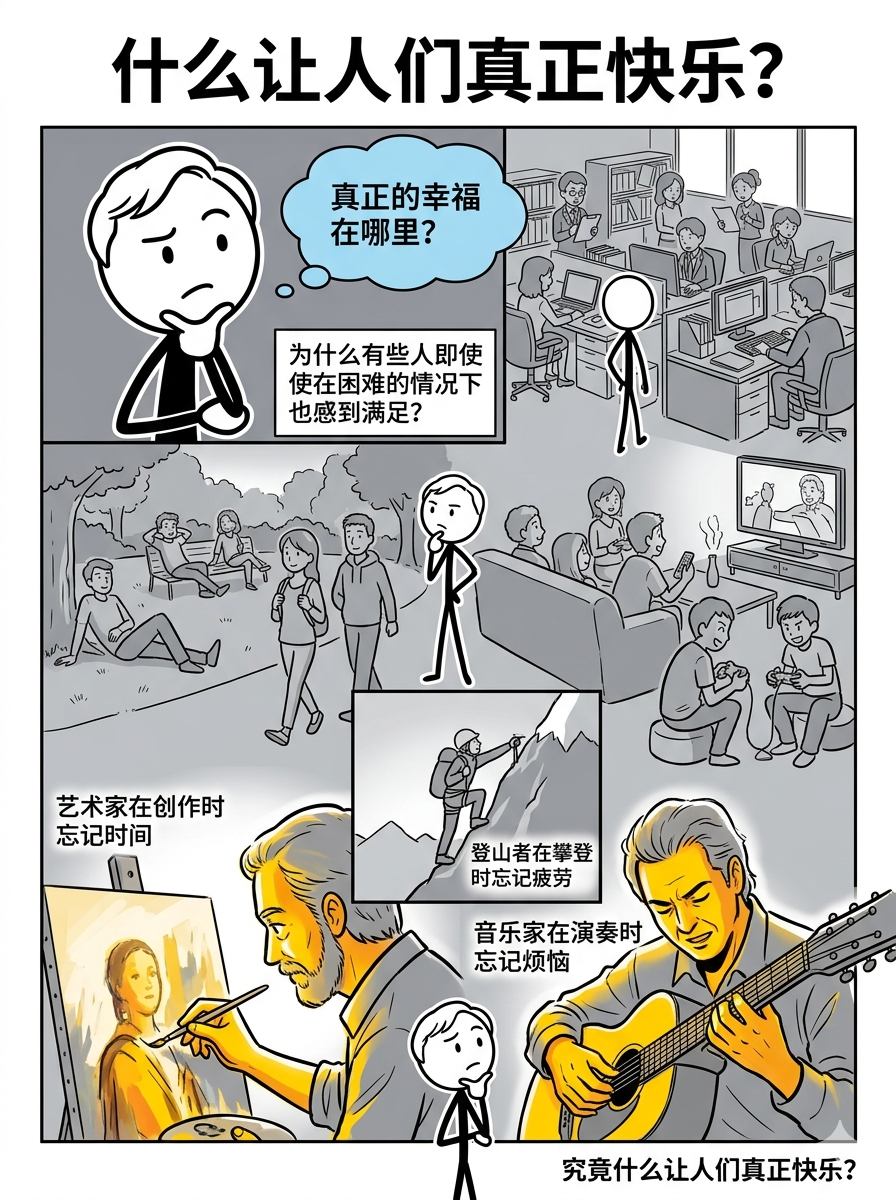 什么让人们真正快乐？
真正的幸福
在哪里？
为什么有些人即使
使在困难的情况下
也感到满足？
艺术家在创作时
忘记时间
登山者在攀登
时忘记疲劳
音乐家在演奏时
忘记烦恼
究竟什么让人们真正快乐？